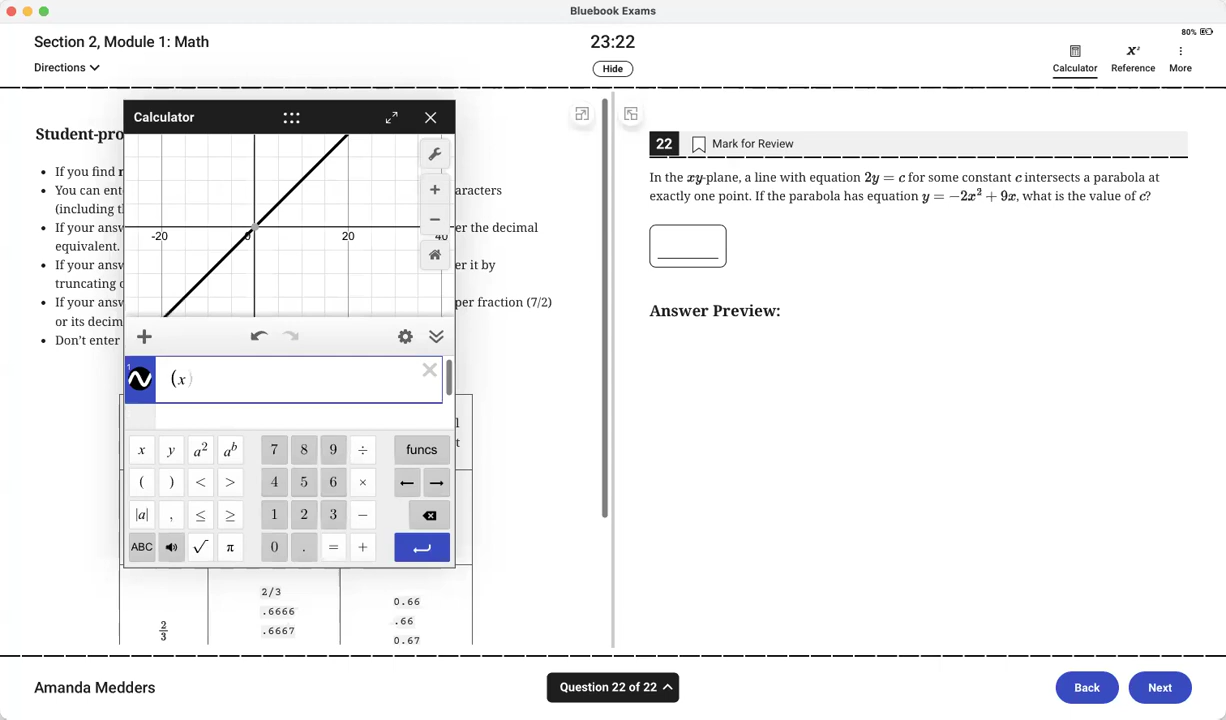 Bluebook Exams
80%
Section 2, Module 1: Math
23:22
Directions
Hide
Calculator
Reference
More
Student-pro
If you find
You can ent
aracters
(including t
If your answ
er the decimal
equivalent.
If your answ
er it by
truncating
If your answ
per fraction (7/2)
or its decim
Don't enter
Calculator
-20
0
20
40
1
(x)
x y a² aᵇ 7 8 9 ÷ funcs
( ) < > 4 5 6 × ← →
|a| , ≤ ≥ 1 2 3 −
ABC √ π 0 . = +
2/3
.6666
.6667
0.66
.66
0.67
2/3
22 Mark for Review
In the xy-plane, a line with equation 2y = c for some constant c intersects a parabola at
exactly one point. If the parabola has equation y = −2x² + 9x, what is the value of c?
Answer Preview:
Amanda Medders
Question 22 of 22
Back
Next